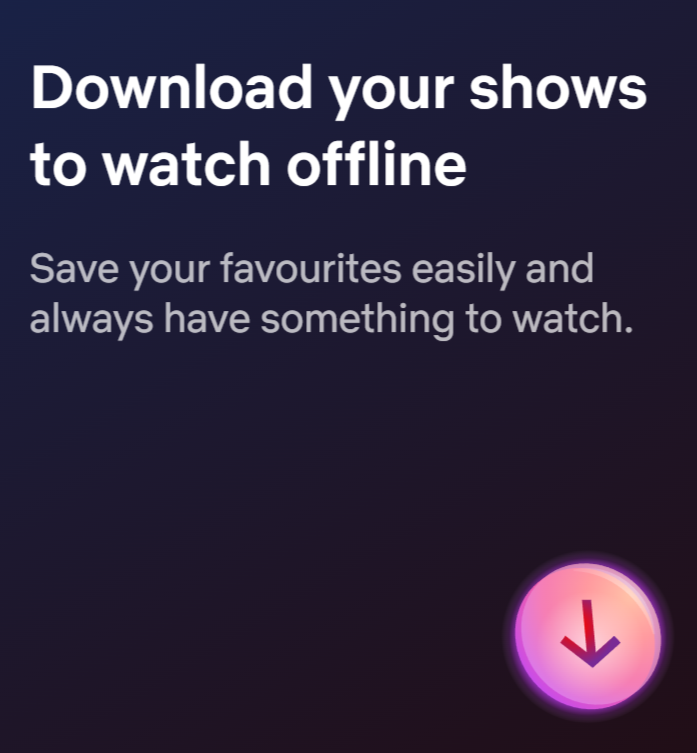 Download your shows
to watch offline
Save your favourites easily and
always have something to watch.